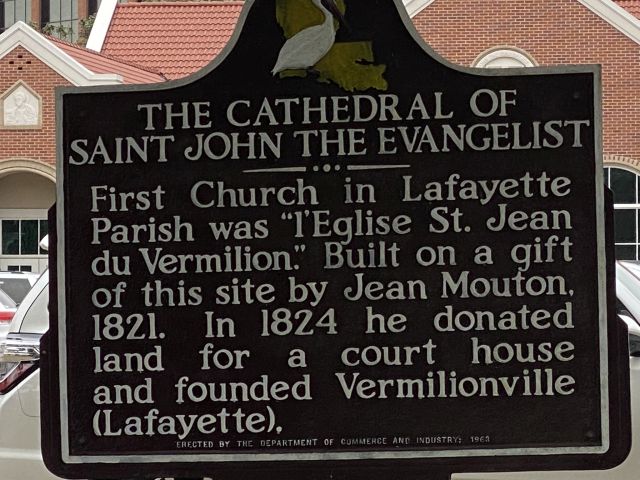 THE CATHEDRAL OF
SAINT JOHN THE EVANGELIST
First Church in Lafayette
Parish was "l'Eglise St. Jean
du Vermilion." Built on a gift
of this site by Jean Mouton,
1821. In 1824 he donated
land for a court house
and founded Vermilionville
(Lafayette),
ERECTED BY THE DEPARTMENT OF COMMERCE AND INDUSTRY; 1963